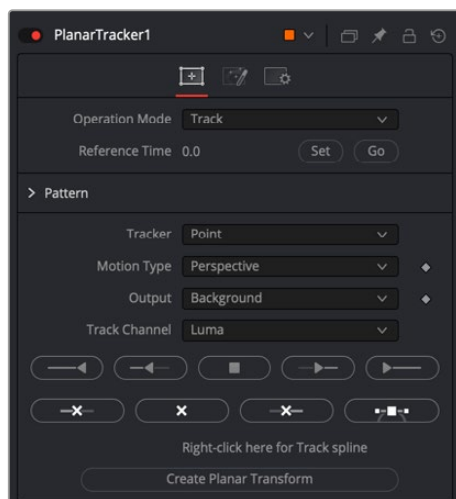 PlanarTracker1
Operation Mode Track
Reference Time 0.0 Set Go
Pattern
Tracker Point
Motion Type Perspective
Output Background
Track Channel Luma
Right-click here for Track spline
Create Planar Transform